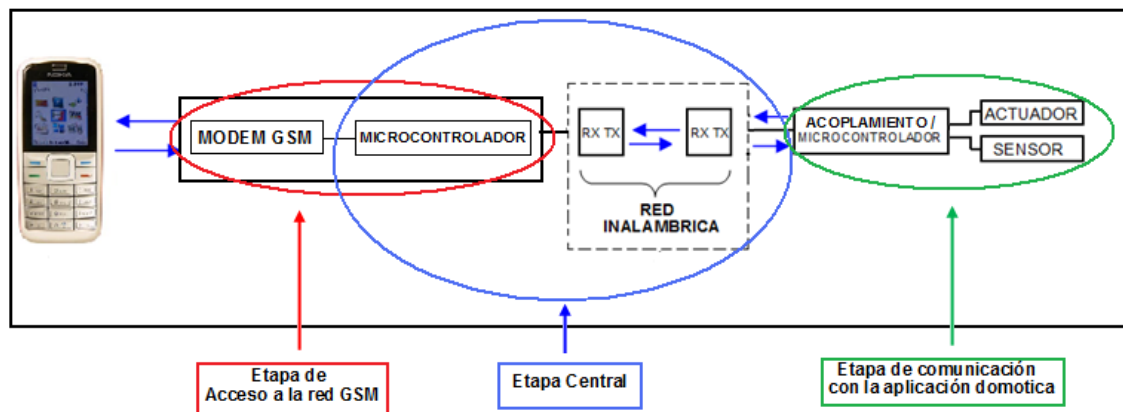 NOKIA
MODEM GSM
MICROCONTROLADOR
RX TX
RX TX
RED
INALAMBRICA
ACOPLAMIENTO /
MICROCONTROLADOR
ACTUADOR
SENSOR
Etapa de
Acceso a la red GSM
Etapa Central
Etapa de comunicación
con la aplicación domotica